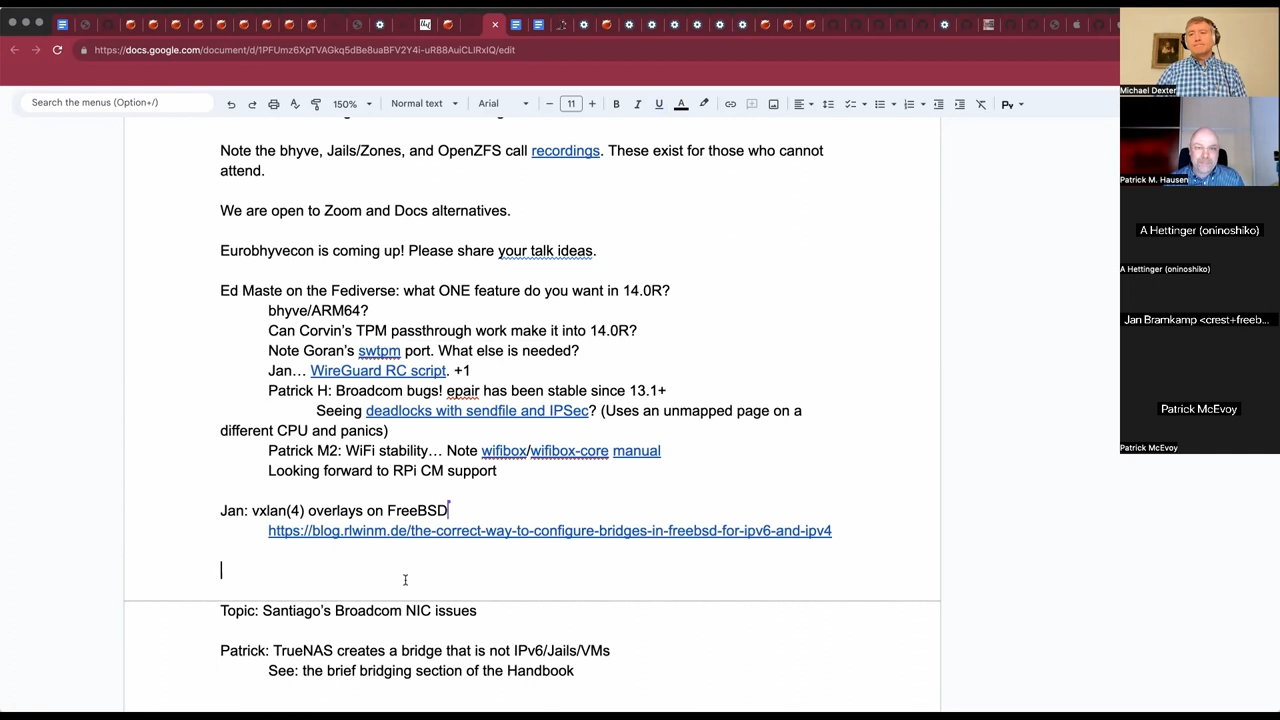 https://docs.google.com/document/d/1PFUmz6XpTVAGkq5dBe8uaBFV2Y4i-uR88AuiCLlRxlQ/edit
Search the menus (Option+/)
150%
Normal text
Arial
11
B
I
U
A
Note the bhyve, Jails/Zones, and OpenZFS call recordings. These exist for those who cannot
attend.
We are open to Zoom and Docs alternatives.
Eurobhyvecon is coming up! Please share your talk ideas.
Ed Maste on the Fediverse: what ONE feature do you want in 14.0R?
bhyve/ARM64?
Can Corvin's TPM passthrough work make it into 14.0R?
Note Goran's swtpm port. What else is needed?
Jan… WireGuard RC script. +1
Patrick H: Broadcom bugs! epair has been stable since 13.1+
Seeing deadlocks with sendfile and IPSec? (Uses an unmapped page on a
different CPU and panics)
Patrick M2: WiFi stability… Note wifibox/wifibox-core manual
Looking forward to RPi CM support
Jan: vxlan(4) overlays on FreeBSD
https://blog.rlwinm.de/the-correct-way-to-configure-bridges-in-freebsd-for-ipv6-and-ipv4
Topic: Santiago's Broadcom NIC issues
Patrick: TrueNAS creates a bridge that is not IPv6/Jails/VMs
See: the brief bridging section of the Handbook
Michael Dexter
Patrick M. Hausen
A Hettinger (oninoshiko)
A Hettinger (oninoshiko)
Jan Bramkamp <crest+freeb...
Patrick McEvoy
Patrick McEvoy